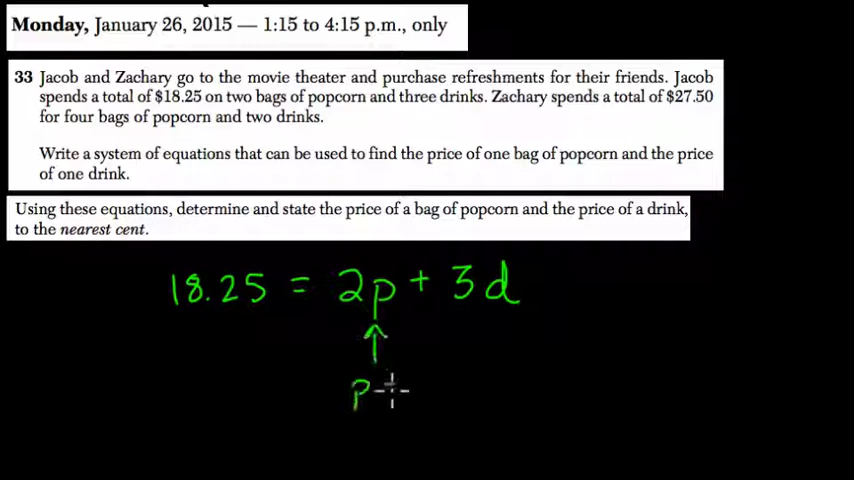 Monday, January 26, 2015 — 1:15 to 4:15 p.m., only
33 Jacob and Zachary go to the movie theater and purchase refreshments for their friends. Jacob
spends a total of $18.25 on two bags of popcorn and three drinks. Zachary spends a total of $27.50
for four bags of popcorn and two drinks.
Write a system of equations that can be used to find the price of one bag of popcorn and the price
of one drink.
Using these equations, determine and state the price of a bag of popcorn and the price of a drink,
to the nearest cent.
18.25 = 2p + 3d
↑
p